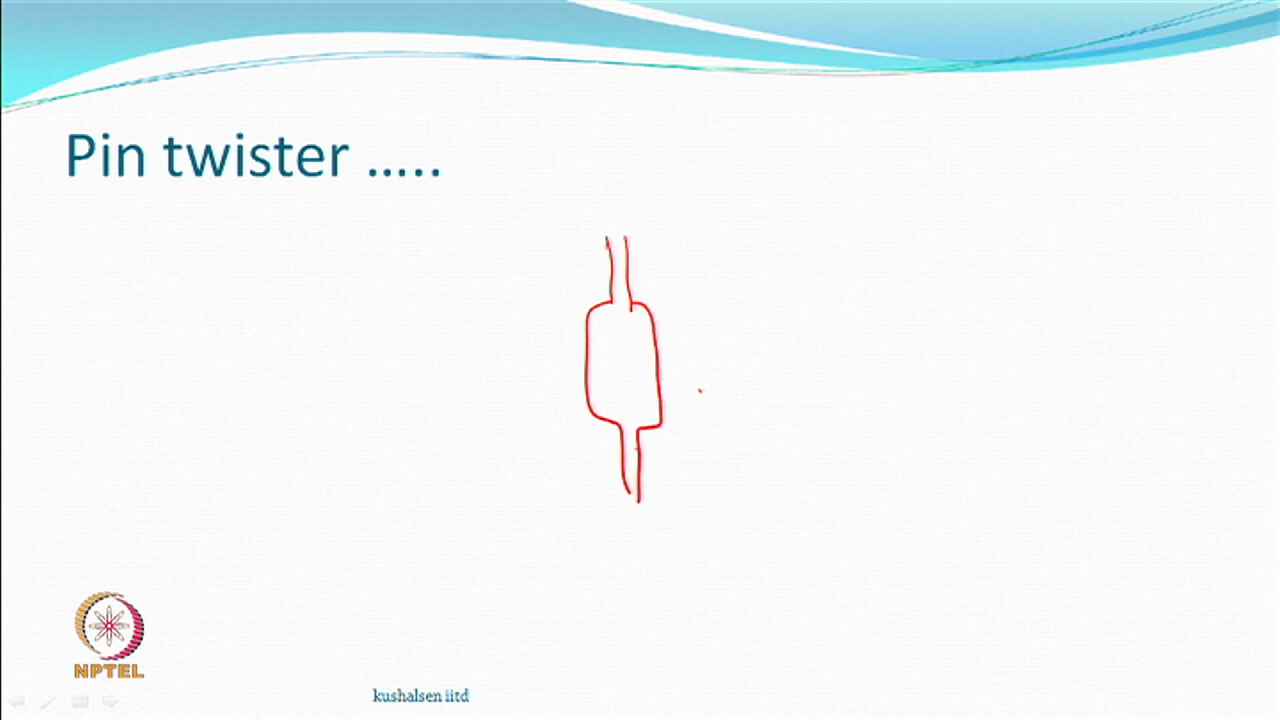 Pin twister .....
NPTEL
kushalsen iitd